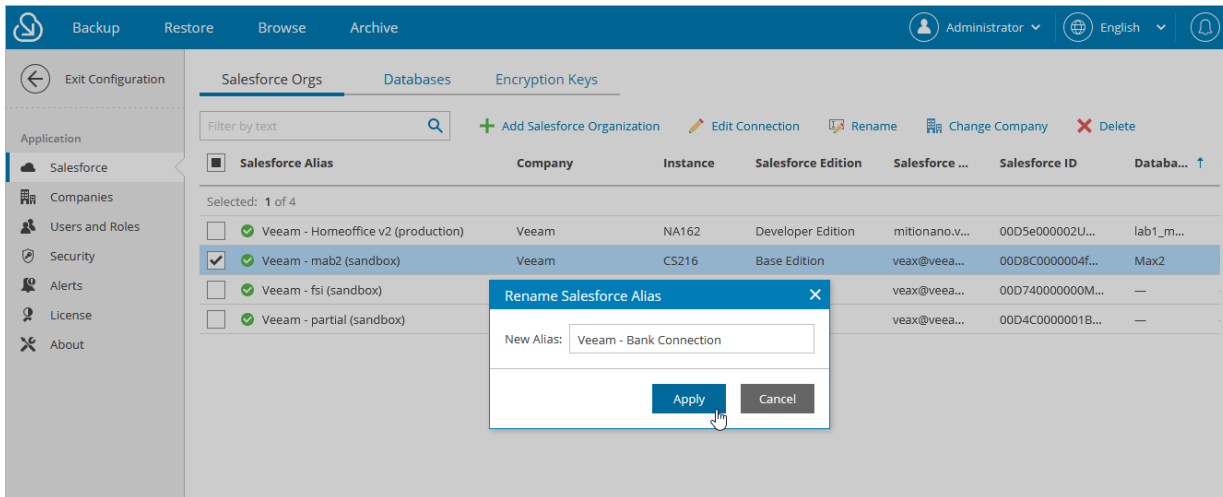 Backup Restore Browse Archive Administrator English
Exit Configuration
Salesforce Orgs Databases Encryption Keys
Filter by text Add Salesforce Organization Edit Connection Rename Change Company Delete
Application
Salesforce
Companies
Users and Roles
Security
Alerts
License
About
Salesforce Alias Company Instance Salesforce Edition Salesforce ... Salesforce ID Databa...
Selected: 1 of 4
Veeam - Homeoffice v2 (production) Veeam NA162 Developer Edition mitionano.v... 00D5e000002U... lab1_m...
Veeam - mab2 (sandbox) Veeam CS216 Base Edition veax@veea... 00D8C0000004f... Max2
Veeam - fsi (sandbox) veax@veea... 00D740000000M... —
Veeam - partial (sandbox) veax@veea... 00D4C0000001B... —
Rename Salesforce Alias
New Alias: Veeam - Bank Connection
Apply Cancel